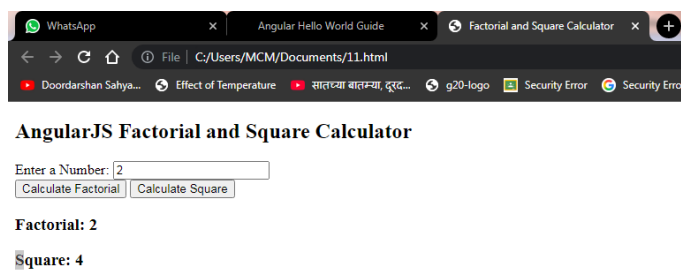 WhatsApp
Angular Hello World Guide
Factorial and Square Calculator
File | C:/Users/MCM/Documents/11.html
Doordarshan Sahya...
Effect of Temperature
सातच्या बातम्या, दूरद...
g20-logo
Security Error
Security Erro
AngularJS Factorial and Square Calculator
Enter a Number: 2
Calculate Factorial Calculate Square
Factorial: 2
Square: 4